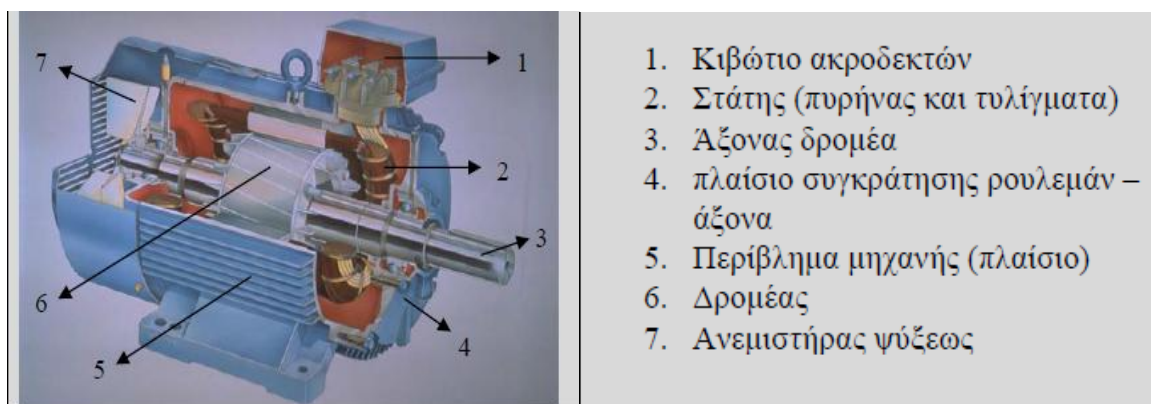 7
1
2
3
6
4
5
1. Κιβώτιο ακροδεκτών
2. Στάτης (πυρήνας και τυλίγματα)
3. Άξονας δρομέα
4. πλαίσιο συγκράτησης ρουλεμάν –
άξονα
5. Περίβλημα μηχανής (πλαίσιο)
6. Δρομέας
7. Ανεμιστήρας ψύξεως